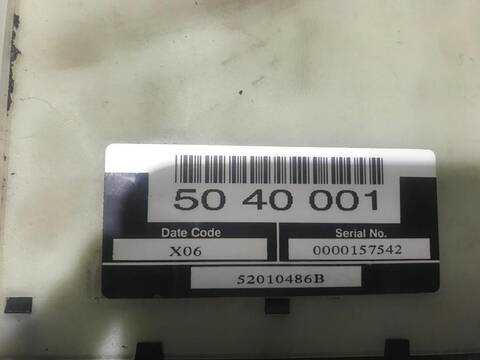 50 40 001
Date Code Serial No.
X06 0000157542
52010486B